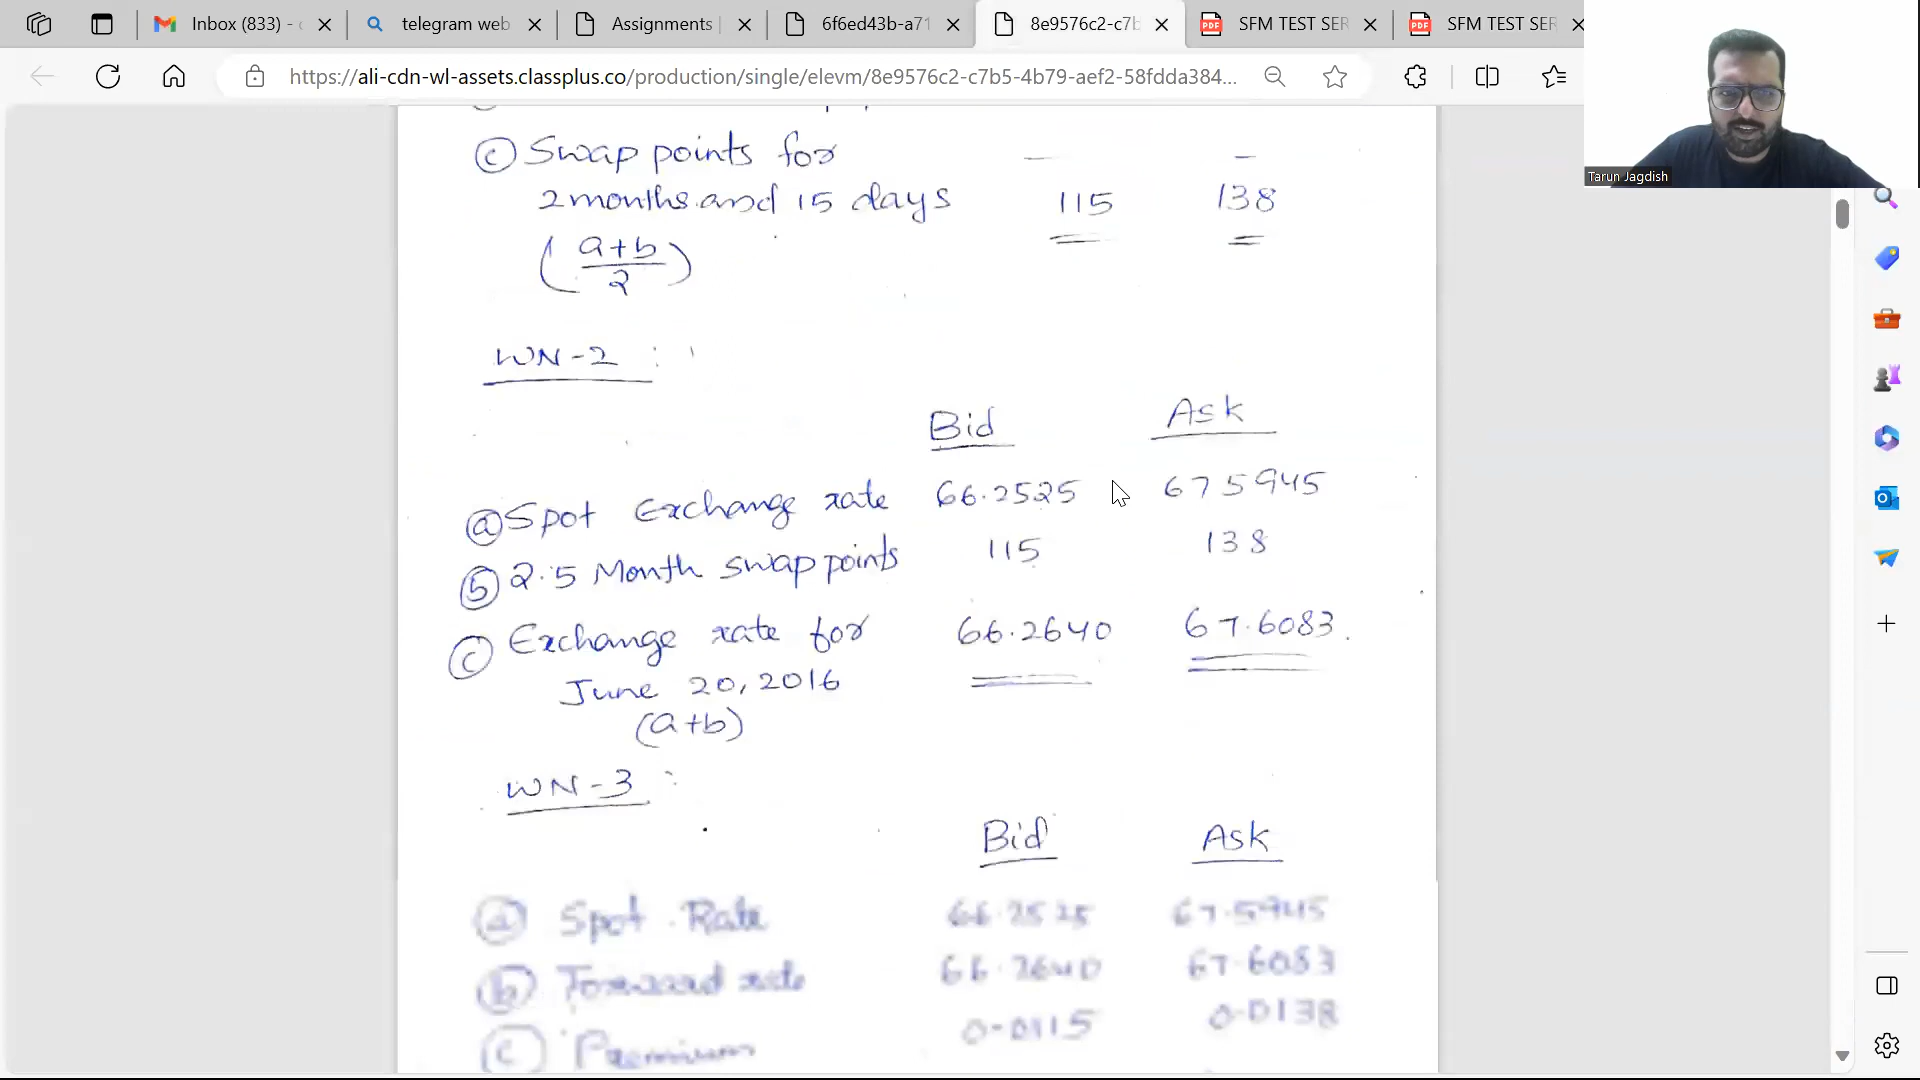 Inbox (833) -
telegram web
Assignments
6f6ed43b-a71
8e9576c2-c7b
SFM TEST SER
SFM TEST SER
https://ali-cdn-wl-assets.classplus.co/production/single/elevm/8e9576c2-c7b5-4b79-aef2-58fdda384...
Tarun Jagdish
(c) Swap points for — —
2 months and 15 days 115 138
(a+b/2)
WN-2 :
Bid Ask
(a) Spot Exchange rate 66.2525 67 5945
(b) 2.5 Month swap points 115 138
(c) Exchange rate for 66.2640 67.6083.
June 20, 2016
(a+b)
WN-3 :
Bid Ask
(a) Spot Rate 66.2525 67.5945
(b) Forward rate 66.2640 67.6083
(c) Premium 0.0115 0.0138